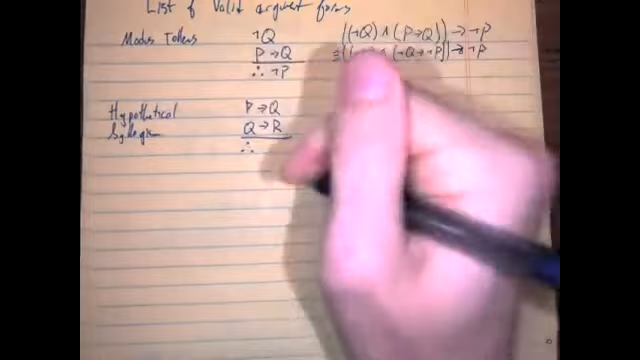 List of Valid argument forms
Modus Tollens
¬Q
P→Q
∴ ¬P
((¬Q) ∧ (P→Q)) → ¬P
≡ (( ∧ (¬Q→¬P)) → ¬P
Hypothetical
Syllogism
P→Q
Q→R
∴